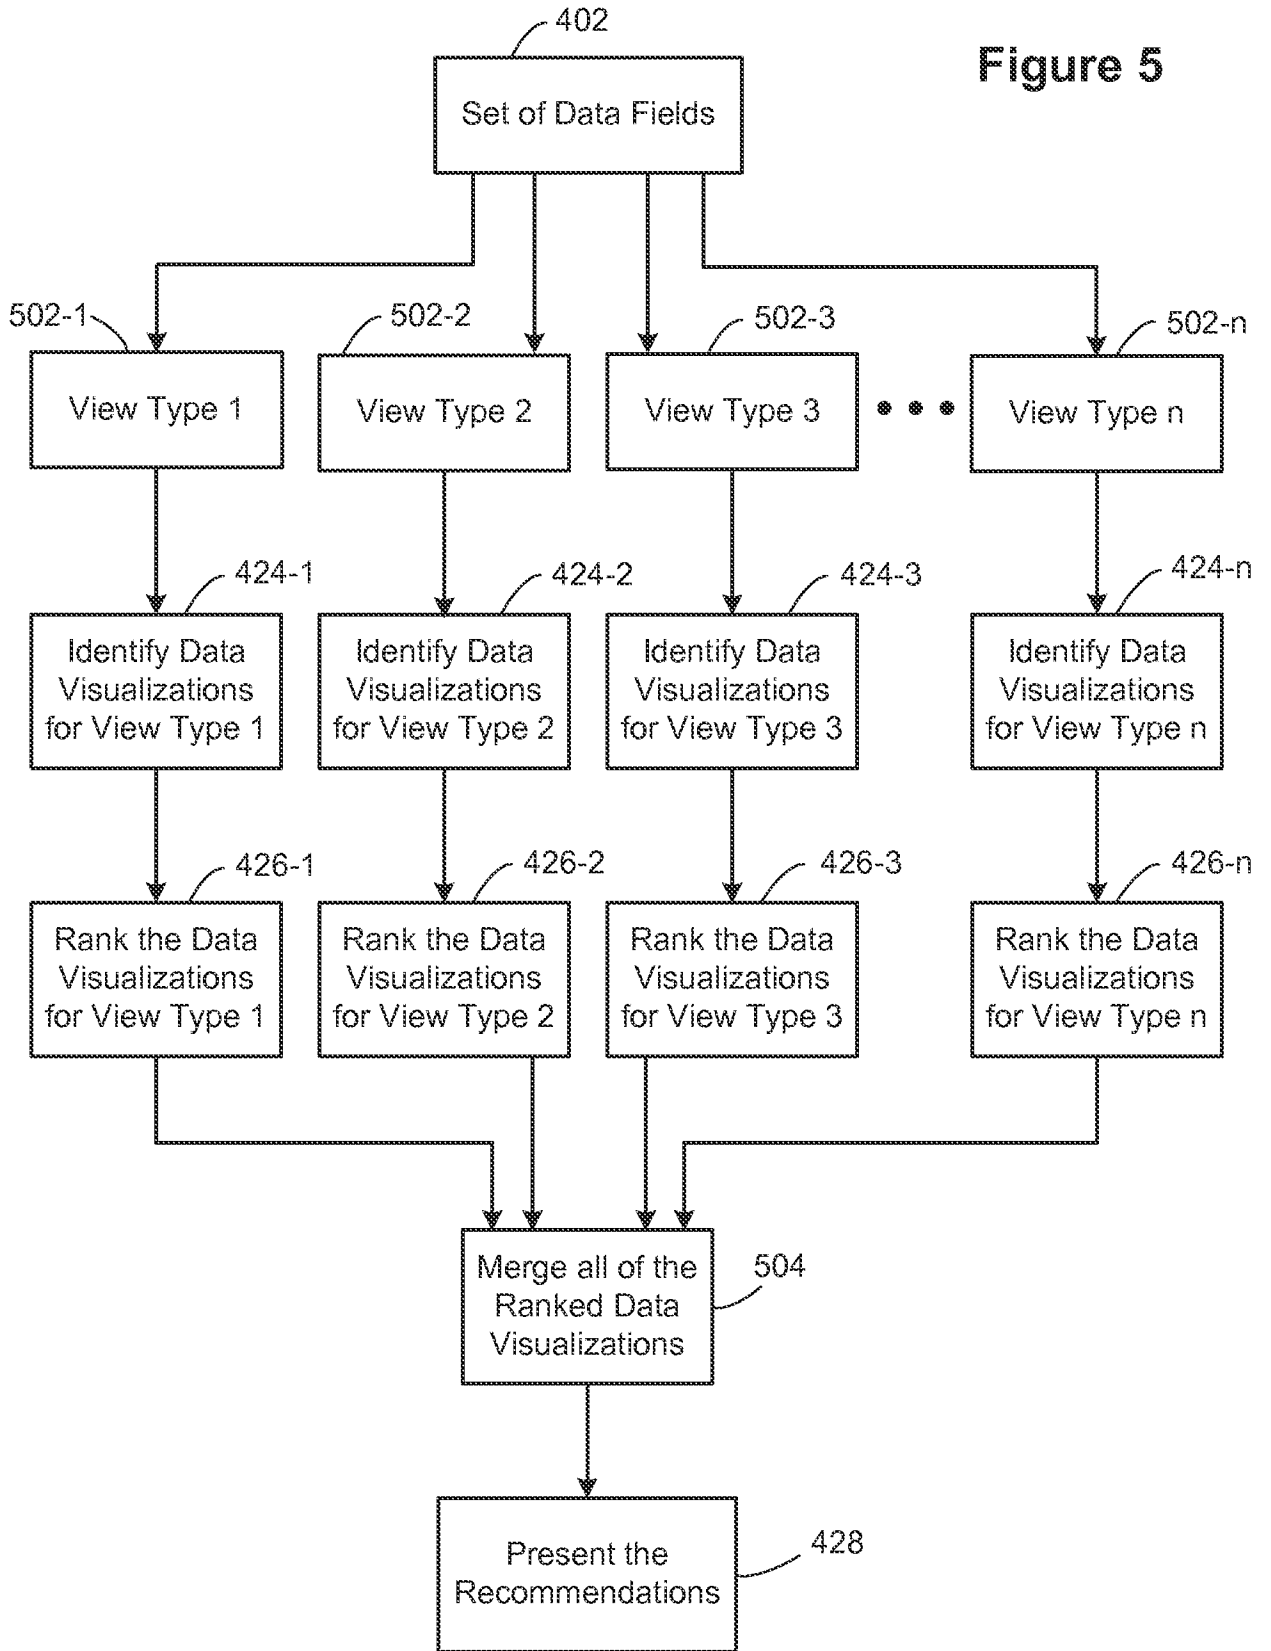 402
Figure 5
Set of Data Fields
502-1
502-2
502-3
502-n
View Type 1
View Type 2
View Type 3
View Type n
424-1
424-2
424-3
424-n
Identify Data
Visualizations
for View Type 1
Identify Data
Visualizations
for View Type 2
Identify Data
Visualizations
for View Type 3
Identify Data
Visualizations
for View Type n
426-1
426-2
426-3
426-n
Rank the Data
Visualizations
for View Type 1
Rank the Data
Visualizations
for View Type 2
Rank the Data
Visualizations
for View Type 3
Rank the Data
Visualizations
for View Type n
Merge all of the
Ranked Data
Visualizations
504
Present the
Recommendations
428